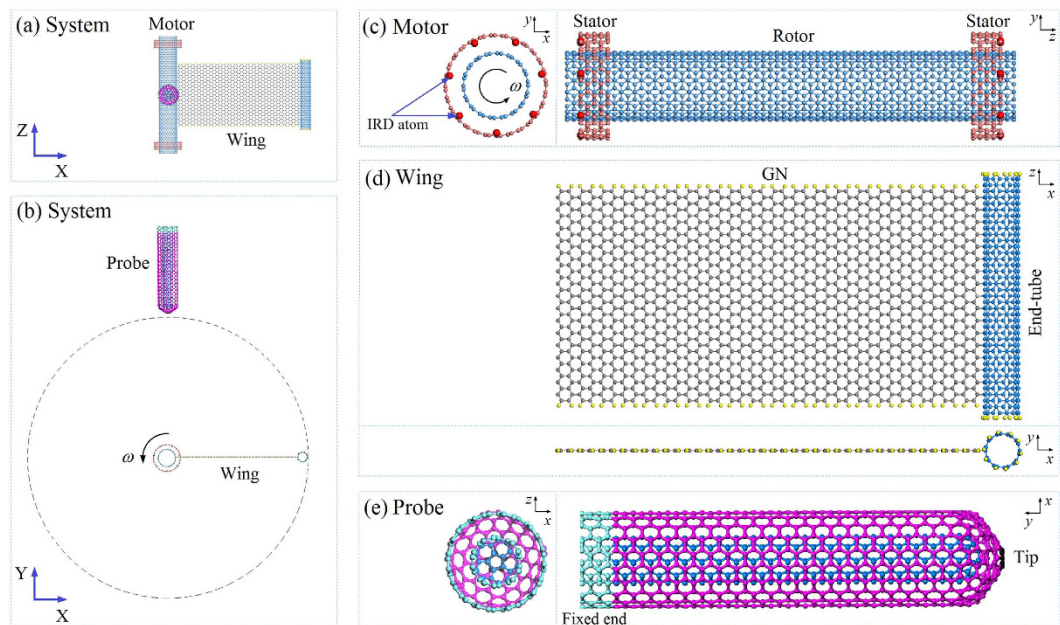 (a) System
Motor
Wing
Z
X
(b) System
Probe
ω
Wing
Y
X
(c) Motor
y
x
ω
IRD atom
Stator
Rotor
Stator
y
z
(d) Wing
GN
z
x
End-tube
y
x
(e) Probe
z
x
x
y
Tip
Fixed end